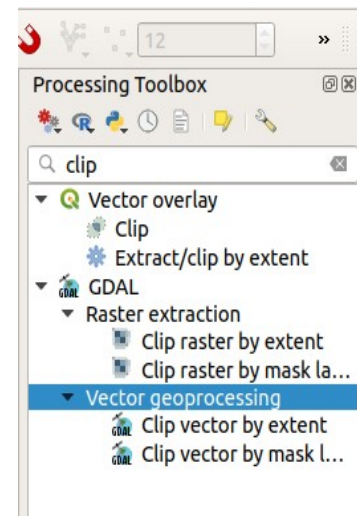 12
»
Processing Toolbox
clip
Vector overlay
Clip
Extract/clip by extent
GDAL
Raster extraction
Clip raster by extent
Clip raster by mask la…
Vector geoprocessing
Clip vector by extent
Clip vector by mask l…